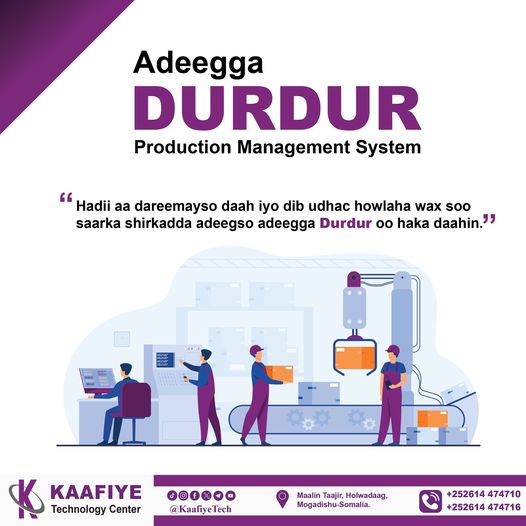 Adeegga
DURDUR
Production Management System
“Hadii aa dareemayso daah iyo dib udhac howlaha wax soo
saarka shirkadda adeegso adeegga Durdur oo haka daahin.”
KAAFIYE
Technology Center
@KaafiyeTech
Maalin Taajir, Holwadaag,
Mogadishu-Somalia.
+252614 474710
+252614 474716